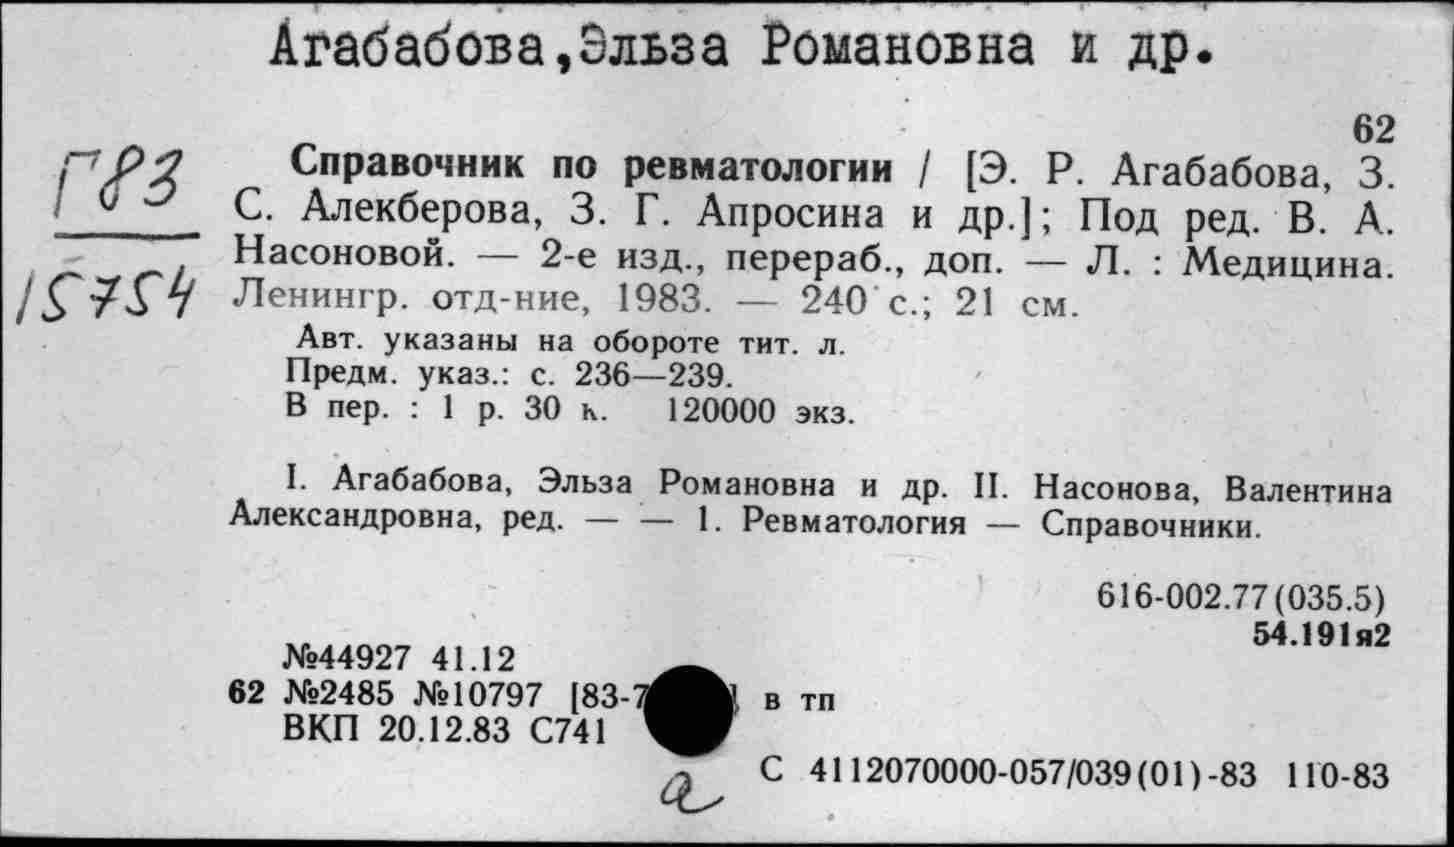 Агабабова,Эльза Романовна и др.
62
Г83
15754
Справочник по ревматологии / [Э. Р. Агабабова, З.
С. Алекберова, З. Г. Апросина и др.]; Под ред. В. А.
Насоновой. — 2-е изд., перераб., доп. — Л. : Медицина.
Ленингр. отд-ние, 1983. — 240 с.; 21 см.
Авт. указаны на обороте тит. л.
Предм. указ.: с. 236—239.
В пер. : 1 р. 30 к. 120000 экз.
I. Агабабова, Эльза Романовна и др. II. Насонова, Валентина
Александровна, ред. — — 1. Ревматология — Справочники.
616-002.77(035.5)
54.191я2
№44927 41.12
62 №2485 №10797 [83-7 ] в тп
ВКП 20.12.83 С741
С 4112070000-057/039(01)-83 110-83